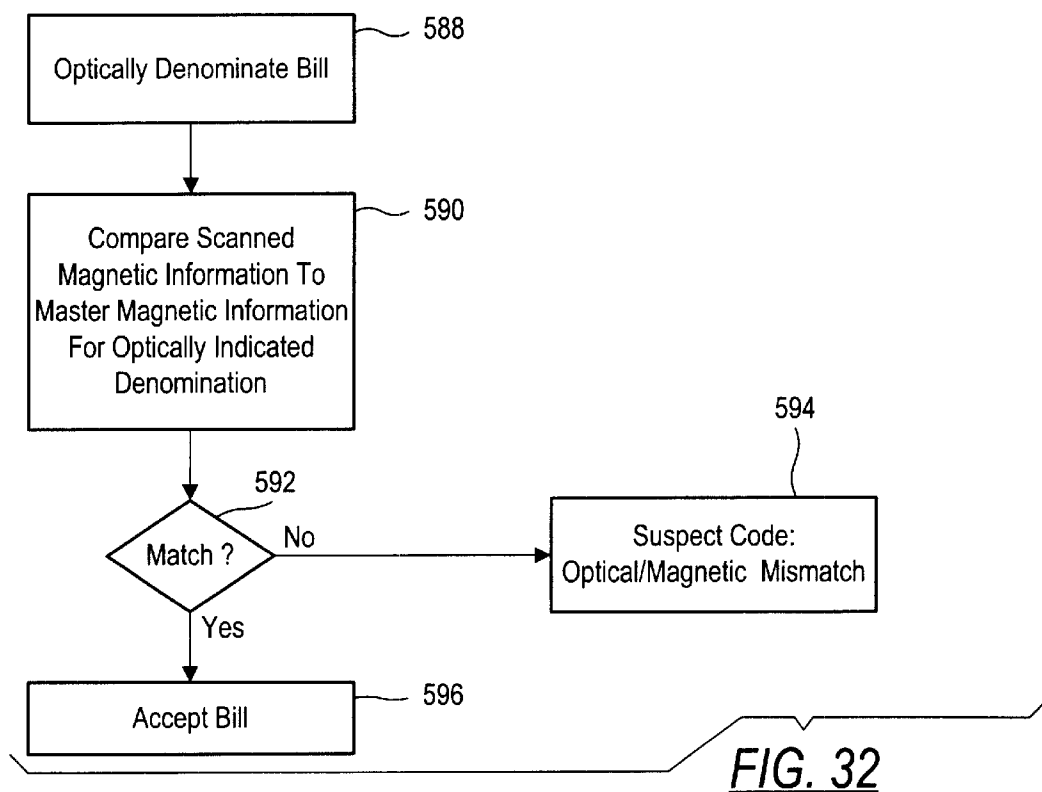 588
Optically Denominate Bill
590
Compare Scanned
Magnetic Information To
Master Magnetic Information
For Optically Indicated
Denomination
592
Match ?
No
594
Suspect Code:
Optical/Magnetic Mismatch
Yes
596
Accept Bill
FIG. 32